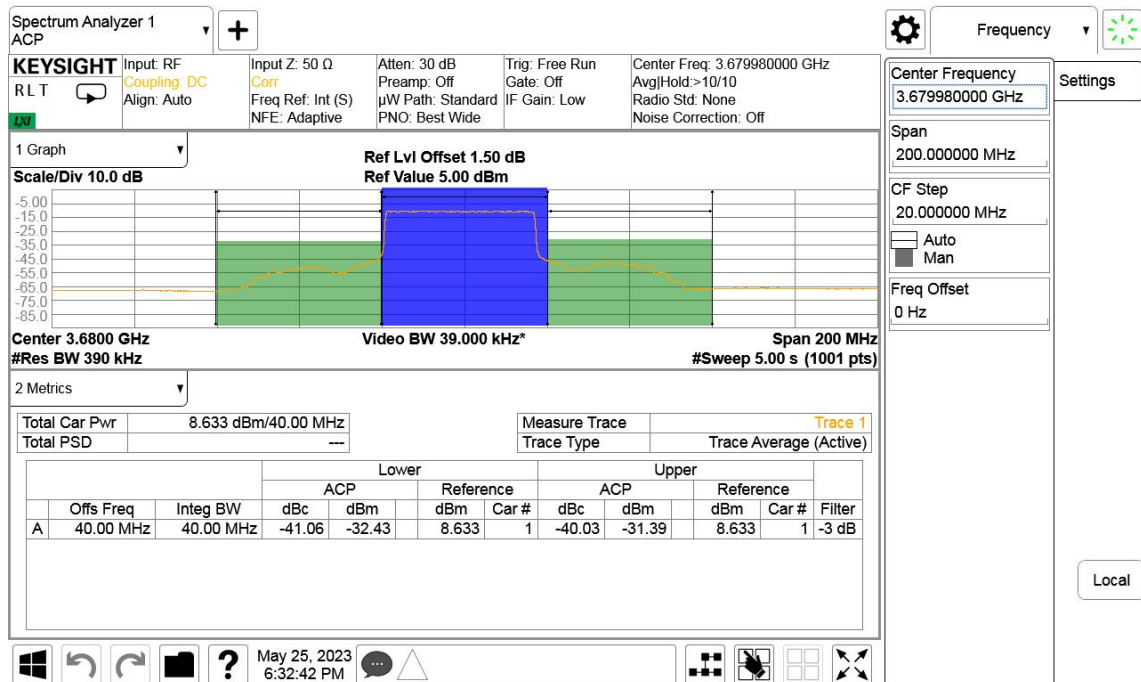 Spectrum Analyzer 1
ACP
+
Frequency
KEYSIGHT
R L T
LXI
Input: RF
Coupling: DC
Align: Auto
Input Z: 50 Ω
Corr
Freq Ref: Int (S)
NFE: Adaptive
Atten: 30 dB
Preamp: Off
µW Path: Standard
PNO: Best Wide
Trig: Free Run
Gate: Off
IF Gain: Low
Center Freq: 3.679980000 GHz
Avg|Hold:>10/10
Radio Std: None
Noise Correction: Off
Center Frequency
3.679980000 GHz
Settings
Span
200.000000 MHz
CF Step
20.000000 MHz
Auto
Man
Freq Offset
0 Hz
Local
1 Graph
Scale/Div 10.0 dB
Ref Lvl Offset 1.50 dB
Ref Value 5.00 dBm
-5.00
-15.0
-25.0
-35.0
-45.0
-55.0
-65.0
-75.0
-85.0
Center 3.6800 GHz
#Res BW 390 kHz
Video BW 39.000 kHz*
Span 200 MHz
#Sweep 5.00 s (1001 pts)
2 Metrics
Total Car Pwr 8.633 dBm/40.00 MHz
Total PSD ---
Measure Trace Trace 1
Trace Type Trace Average (Active)
Lower Upper
ACP Reference ACP Reference
Offs Freq Integ BW dBc dBm dBm Car # dBc dBm dBm Car # Filter
A 40.00 MHz 40.00 MHz -41.06 -32.43 8.633 1 -40.03 -31.39 8.633 1 -3 dB
?
May 25, 2023
6:32:42 PM